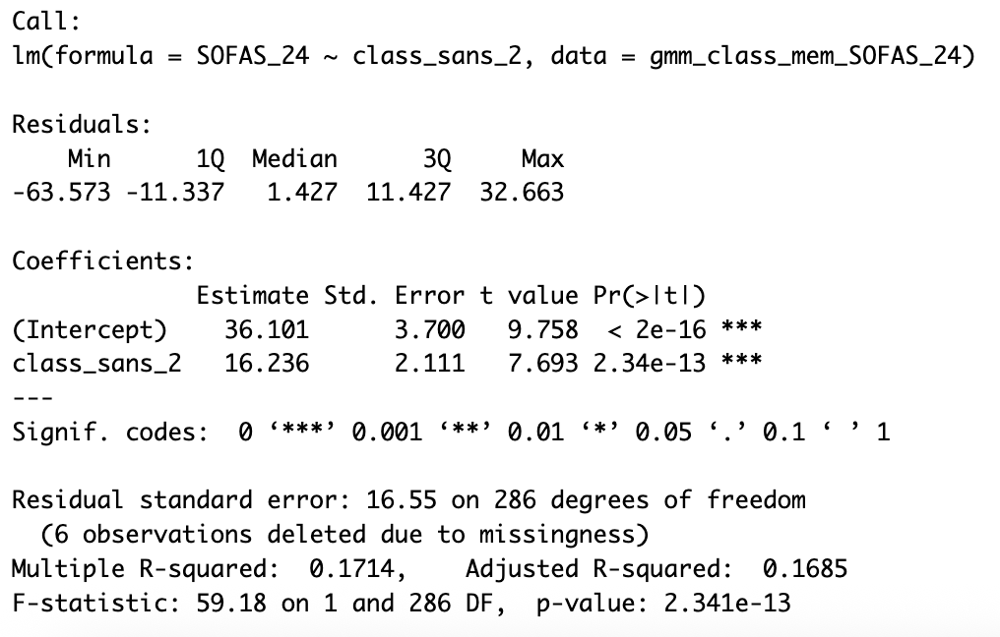 Call:
lm(formula = SOFAS_24 ~ class_sans_2, data = gmm_class_mem_SOFAS_24)
Residuals:
Min 1Q Median 3Q Max
-63.573 -11.337 1.427 11.427 32.663
Coefficients:
Estimate Std. Error t value Pr(>|t|)
(Intercept) 36.101 3.700 9.758 < 2e-16 ***
class_sans_2 16.236 2.111 7.693 2.34e-13 ***
---
Signif. codes: 0 ‘***’ 0.001 ‘**’ 0.01 ‘*’ 0.05 ‘.’ 0.1 ‘ ’ 1
Residual standard error: 16.55 on 286 degrees of freedom
(6 observations deleted due to missingness)
Multiple R-squared: 0.1714, Adjusted R-squared: 0.1685
F-statistic: 59.18 on 1 and 286 DF, p-value: 2.341e-13